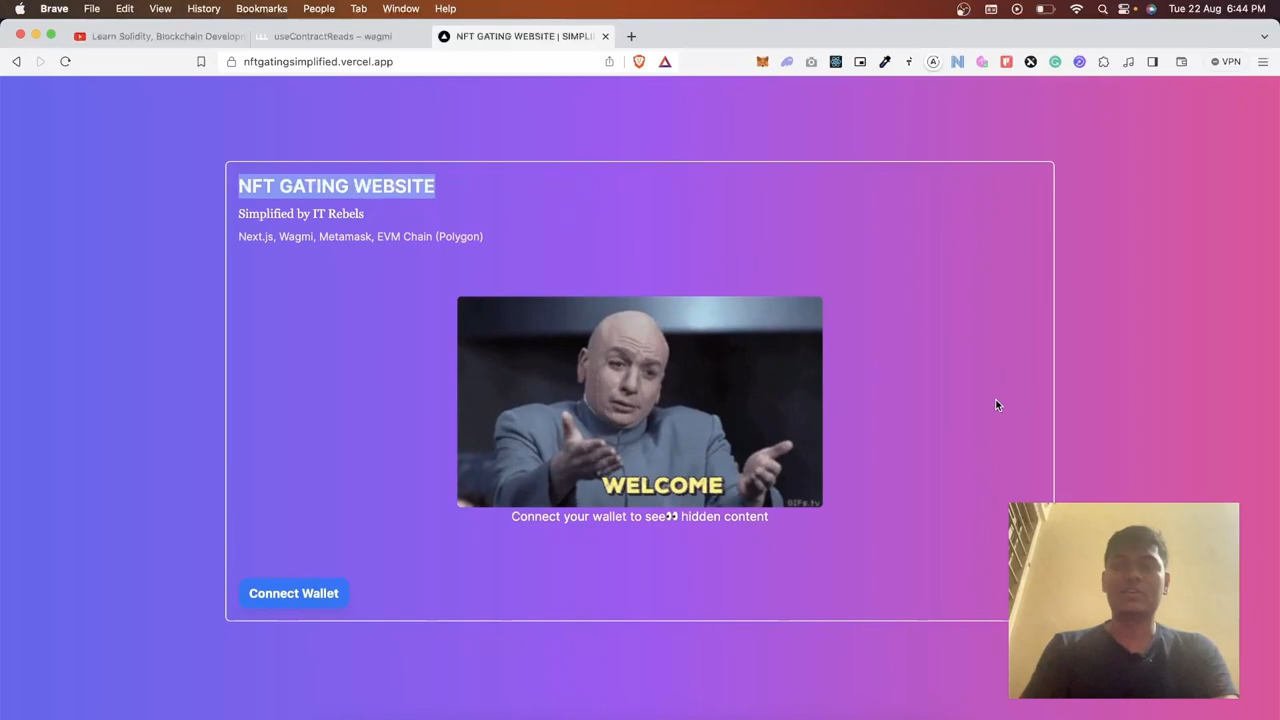 Brave File Edit View History Bookmarks People Tab Window Help Tue 22 Aug 6:44 PM
Learn Solidity, Blockchain Develop useContractReads – wagmi NFT GATING WEBSITE | SIMPLI
nftgatingsimplified.vercel.app VPN
NFT GATING WEBSITE
Simplified by IT Rebels
Next.js, Wagmi, Metamask, EVM Chain (Polygon)
WELCOME
GIFs.tv
Connect your wallet to see👀 hidden content
Connect Wallet